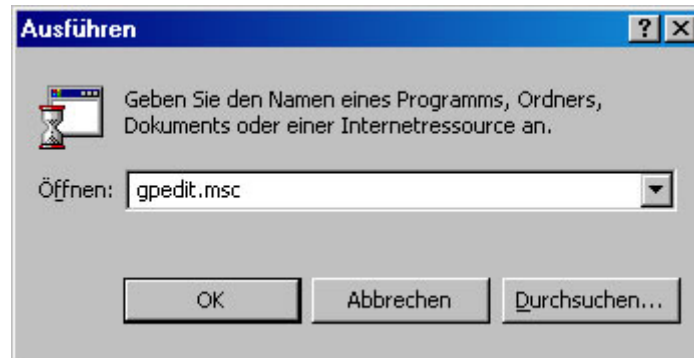 Ausführen
Geben Sie den Namen eines Programms, Ordners,
Dokuments oder einer Internetressource an.
Öffnen: gpedit.msc
OK Abbrechen Durchsuchen...